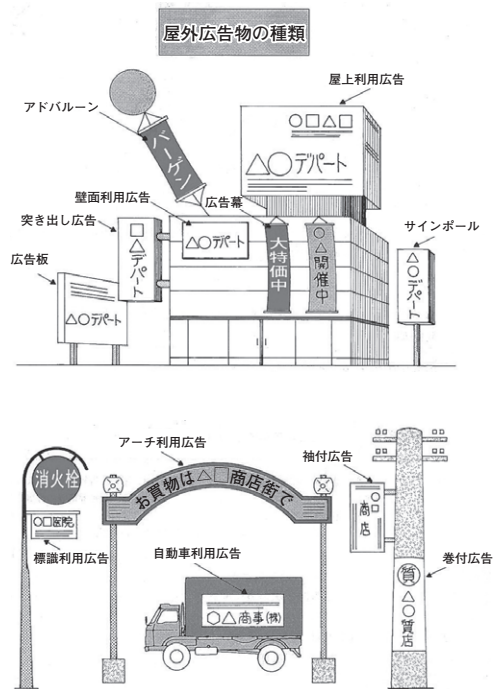 屋外広告物の種類
屋上利用広告
アドバルーン
バーゲン
○□△□
△○デパート
壁面利用広告
広告幕
突き出し広告
サインポール
広告板
□△デパート
△○デパート
大特価中
○△開催中
△○デパート
△○デパート
アーチ利用広告
袖付広告
消火栓
お買物は△□商店街で
□○△商店
○□医院
標識利用広告
自動車利用広告
巻付広告
○△商事(株)
質
△○質店